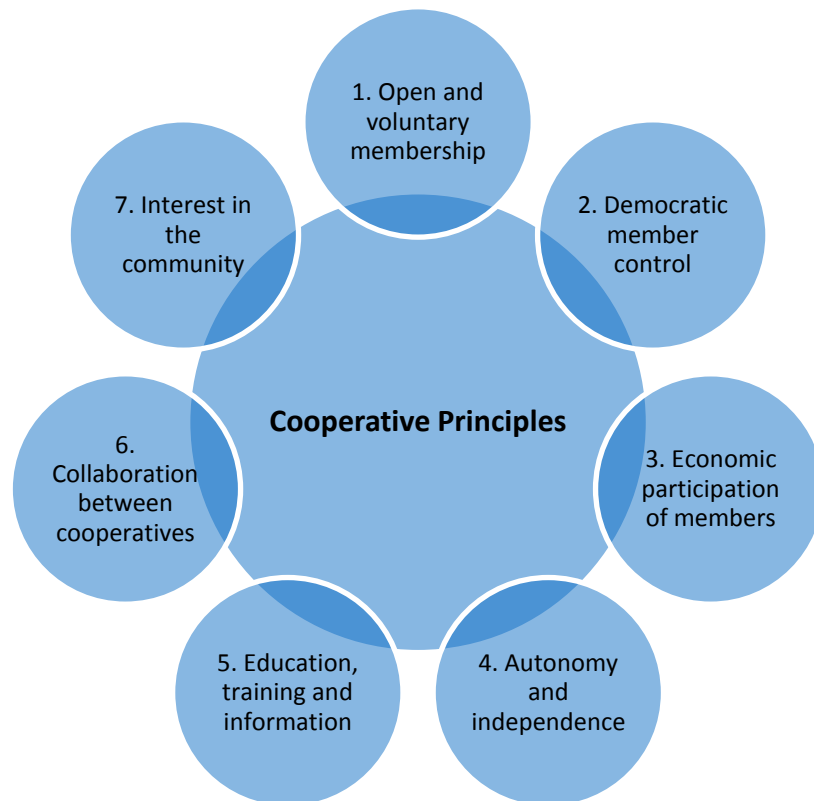 1. Open and
voluntary
membership
2. Democratic
member
control
3. Economic
participation
of members
4. Autonomy
and
independence
5. Education,
training and
information
6.
Collaboration
between
cooperatives
7. Interest in
the
community
Cooperative Principles